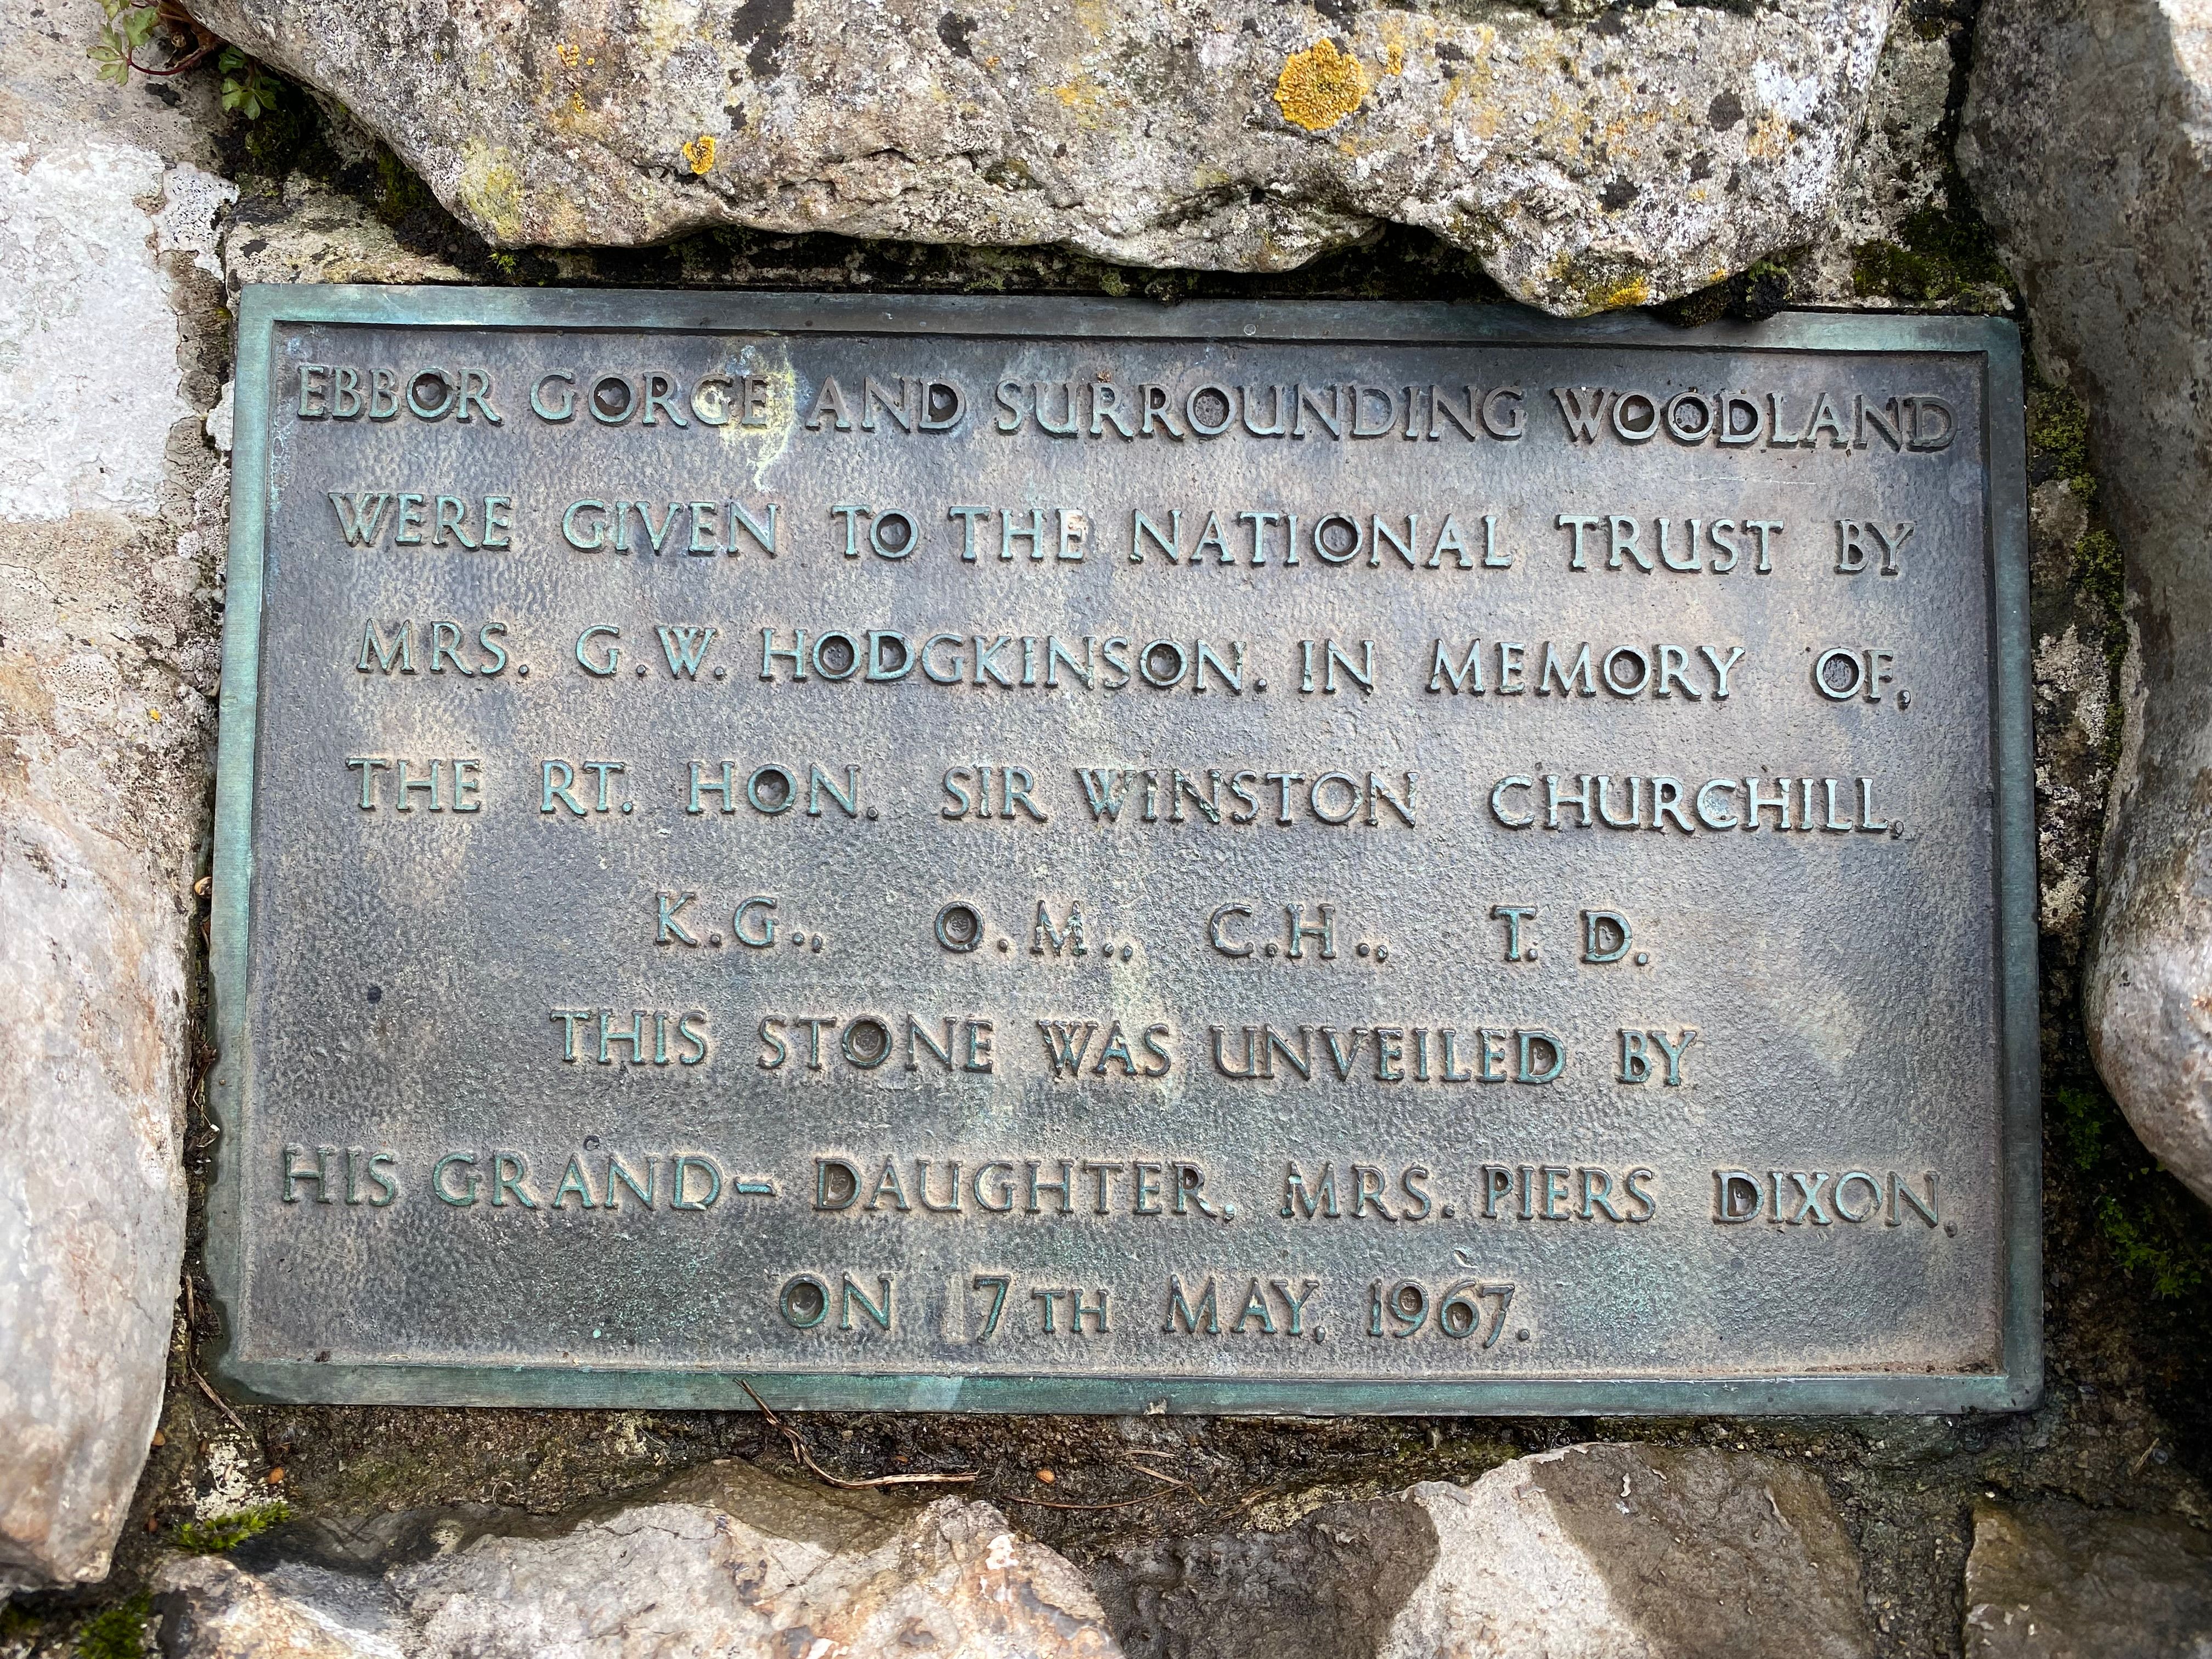 EBBOR GORGE AND SURROUNDING WOODLAND
WERE GIVEN TO THE NATIONAL TRUST BY
MRS. G.W. HODGKINSON. IN MEMORY OF,
THE RT. HON. SIR WINSTON CHURCHILL,
K.G., O.M., C.H., T.D.
THIS STONE WAS UNVEILED BY
HIS GRAND-DAUGHTER, MRS. PIERS DIXON,
ON 7TH MAY, 1967.